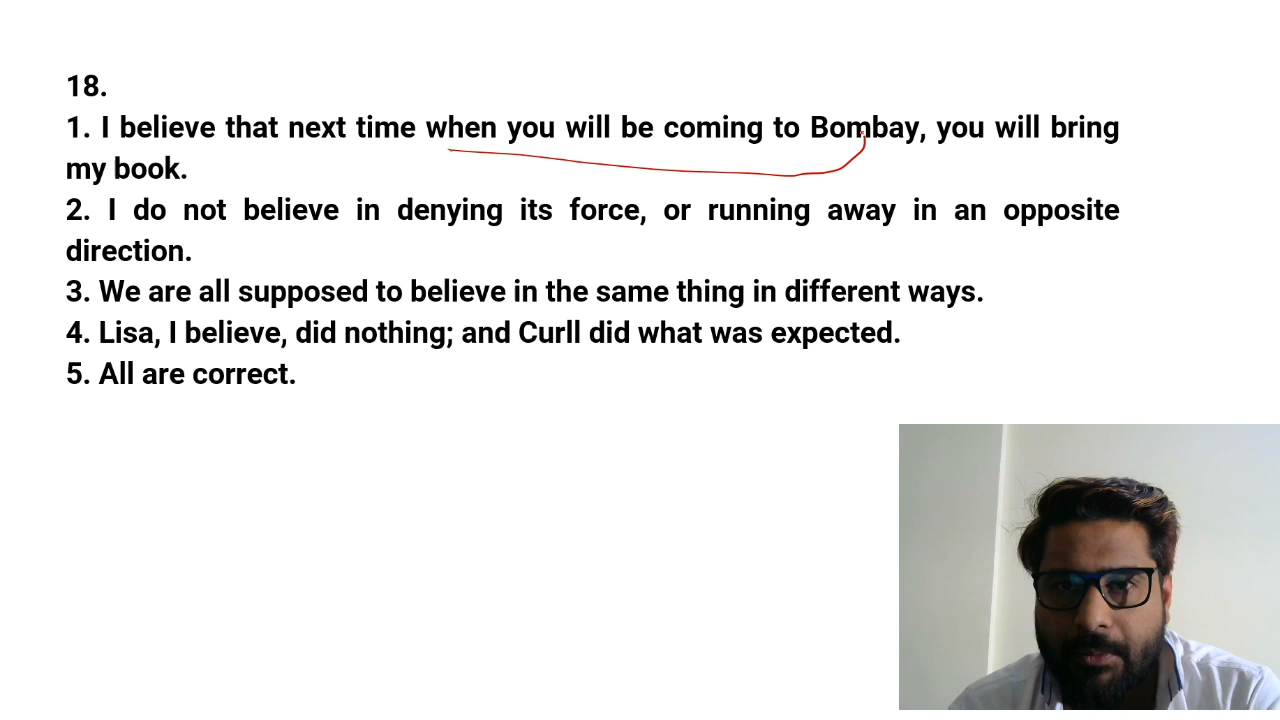 18.
1. I believe that next time when you will be coming to Bombay, you will bring
my book.
2. I do not believe in denying its force, or running away in an opposite
direction.
3. We are all supposed to believe in the same thing in different ways.
4. Lisa, I believe, did nothing; and Curll did what was expected.
5. All are correct.